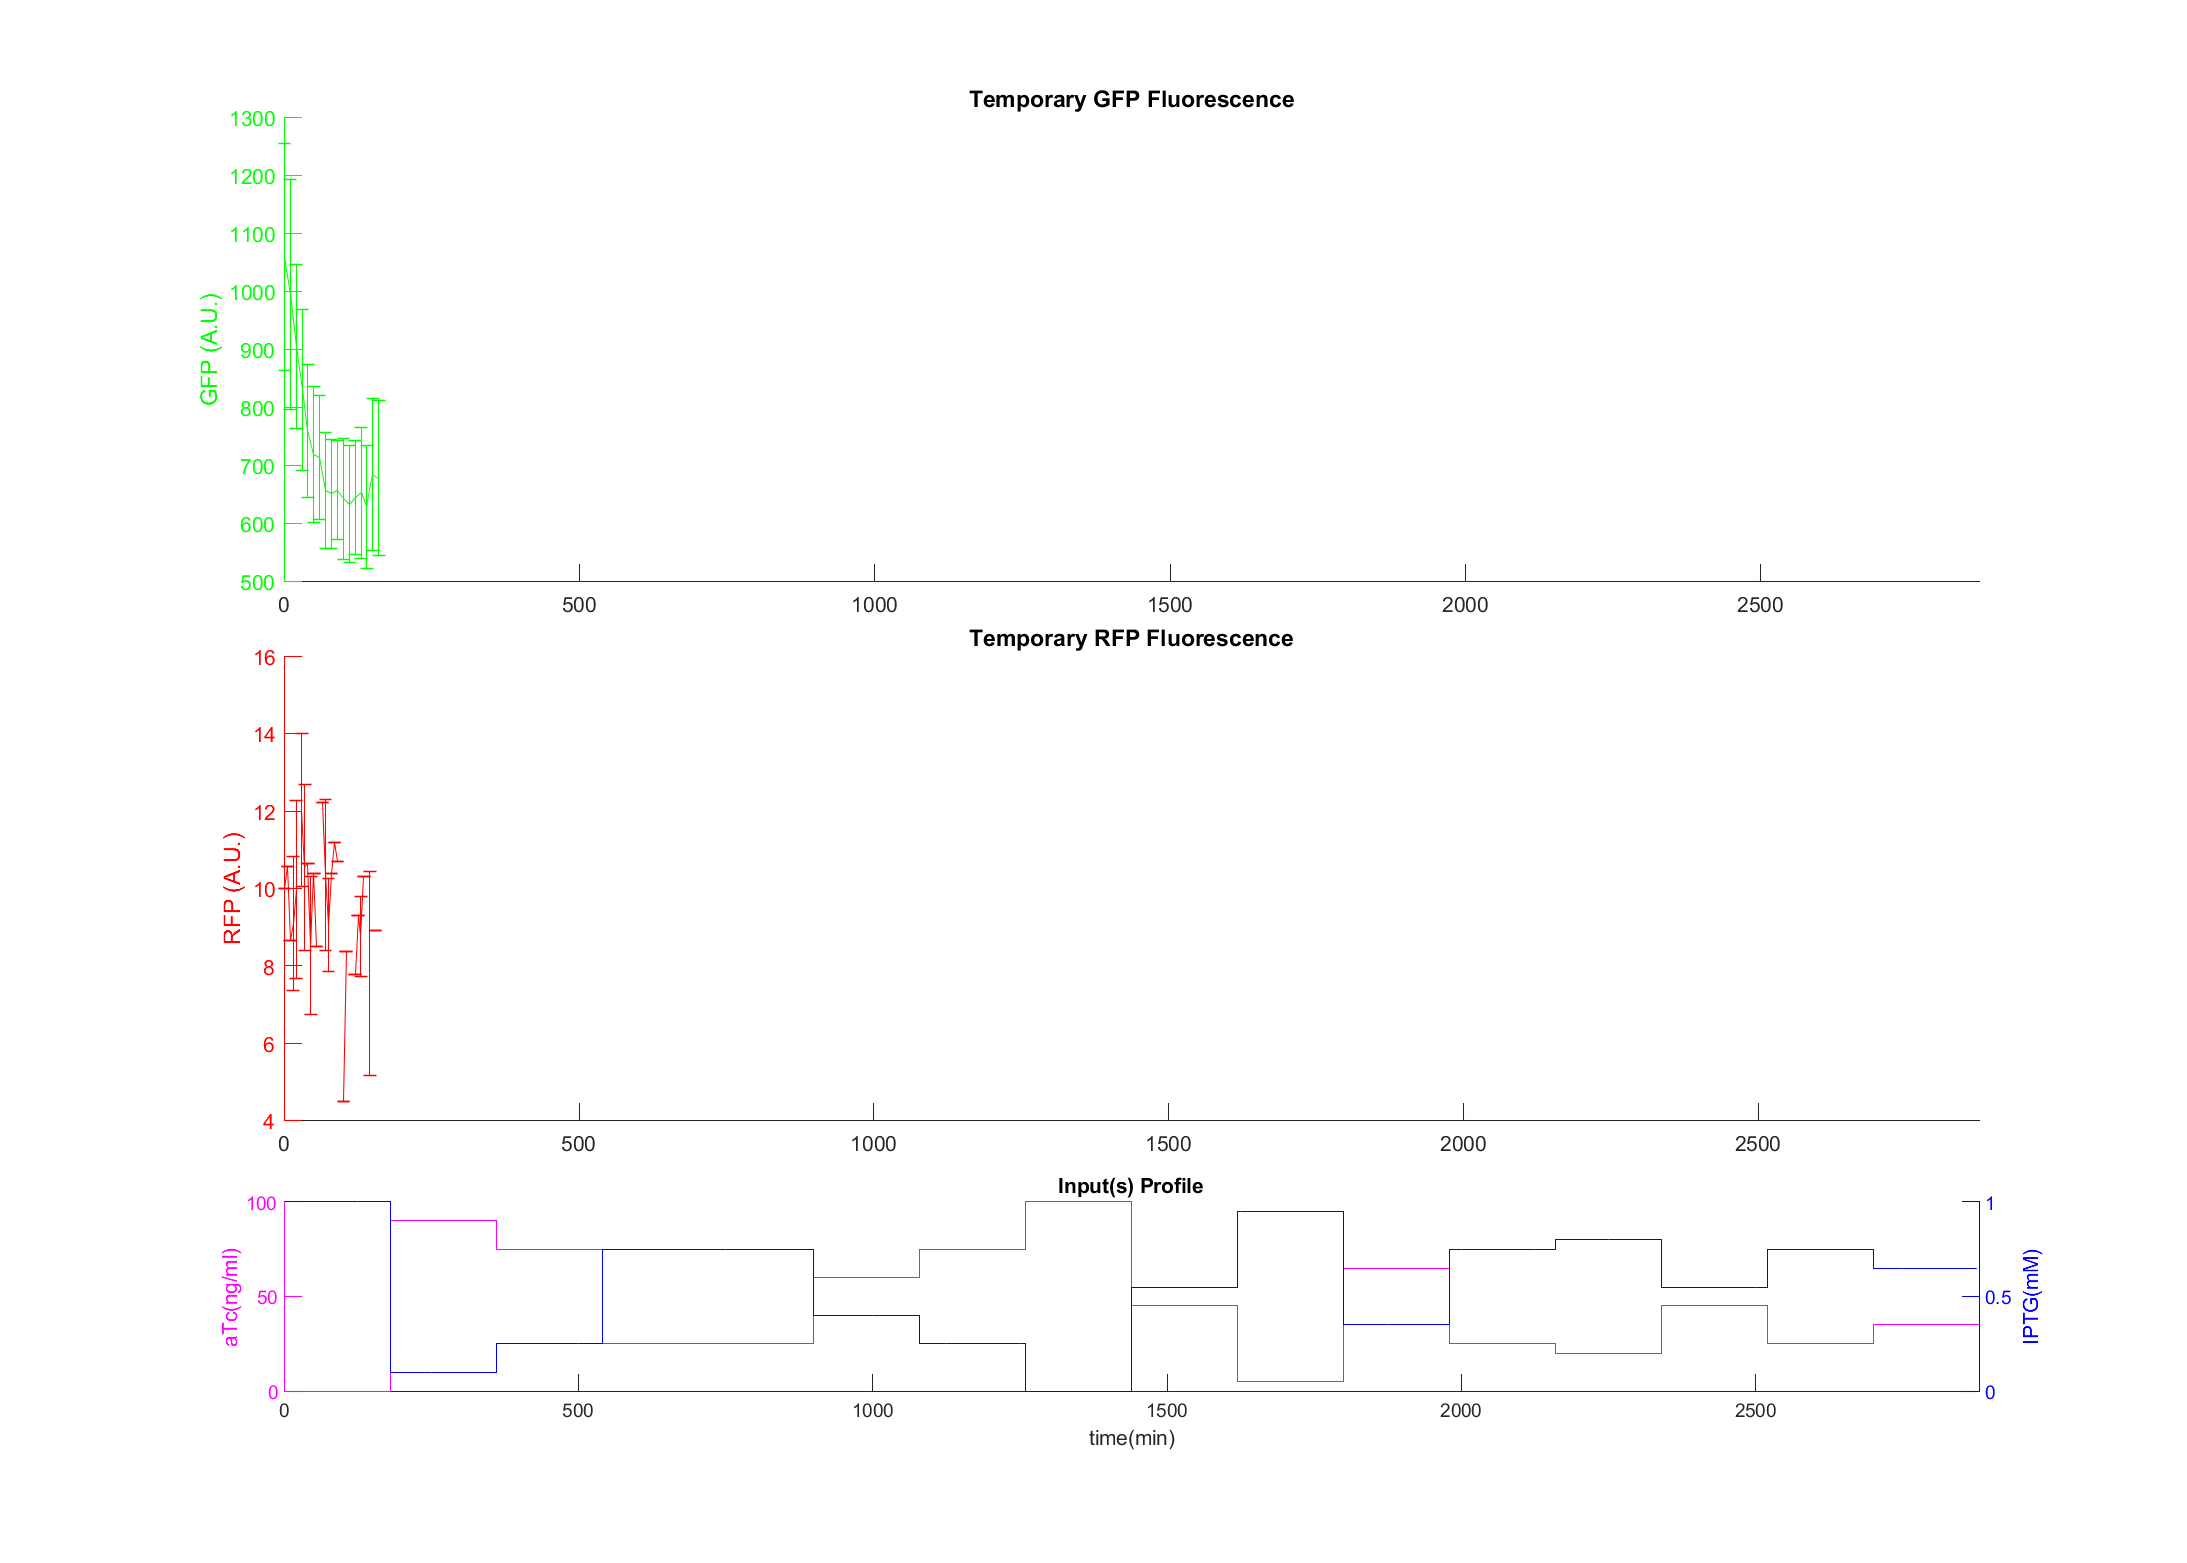 Temporary GFP Fluorescence
1300
1200
1100
1000
900
800
700
600
500
GFP (A.U.)
0 500 1000 1500 2000 2500
Temporary RFP Fluorescence
16
14
12
10
8
6
4
RFP (A.U.)
0 500 1000 1500 2000 2500
Input(s) Profile
100
50
0
aTc(ng/ml)
1
0.5
0
IPTG(mM)
0 500 1000 1500 2000 2500
time(min)